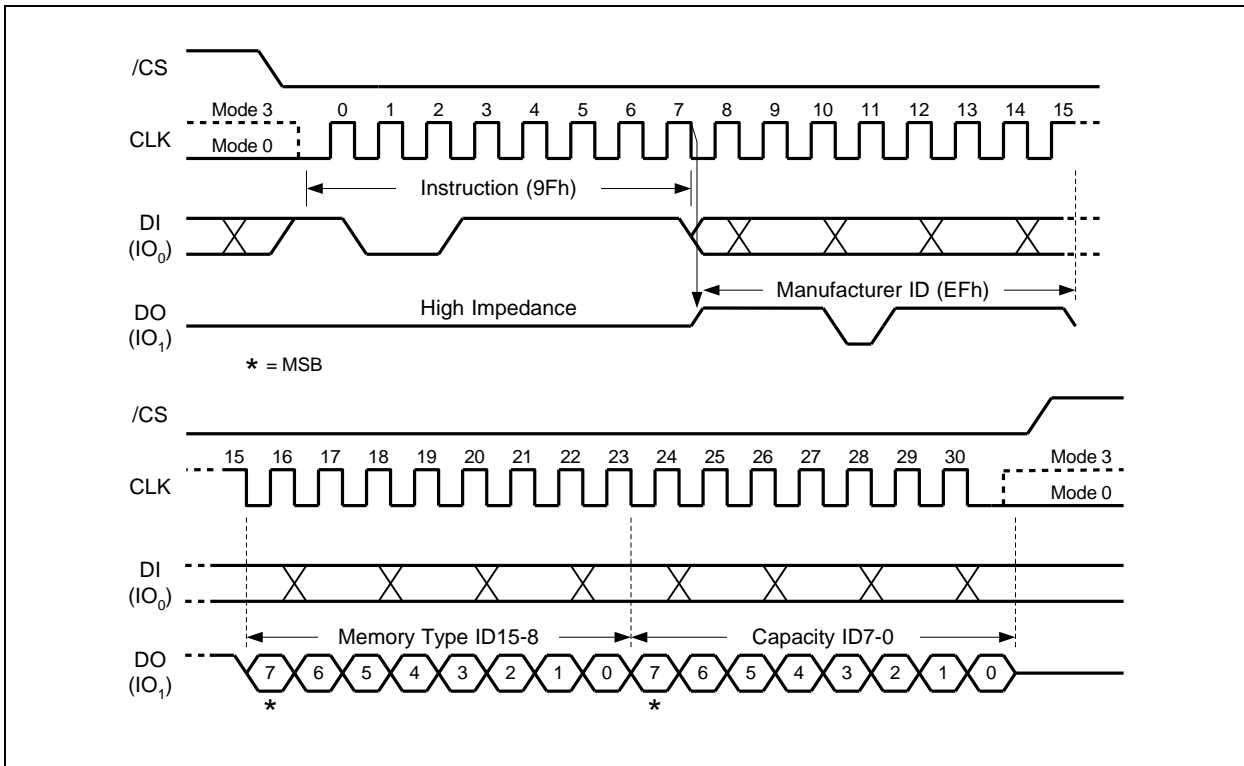 /CS
Mode 3 0 1 2 3 4 5 6 7 8 9 10 11 12 13 14 15
CLK
Mode 0
Instruction (9Fh)
DI
(IO0)
Manufacturer ID (EFh)
High Impedance
DO
(IO1)
* = MSB
/CS
15 16 17 18 19 20 21 22 23 24 25 26 27 28 29 30 Mode 3
CLK
Mode 0
DI
(IO0)
Memory Type ID15-8 Capacity ID7-0
DO 7 6 5 4 3 2 1 0 7 6 5 4 3 2 1 0
(IO1)
* *